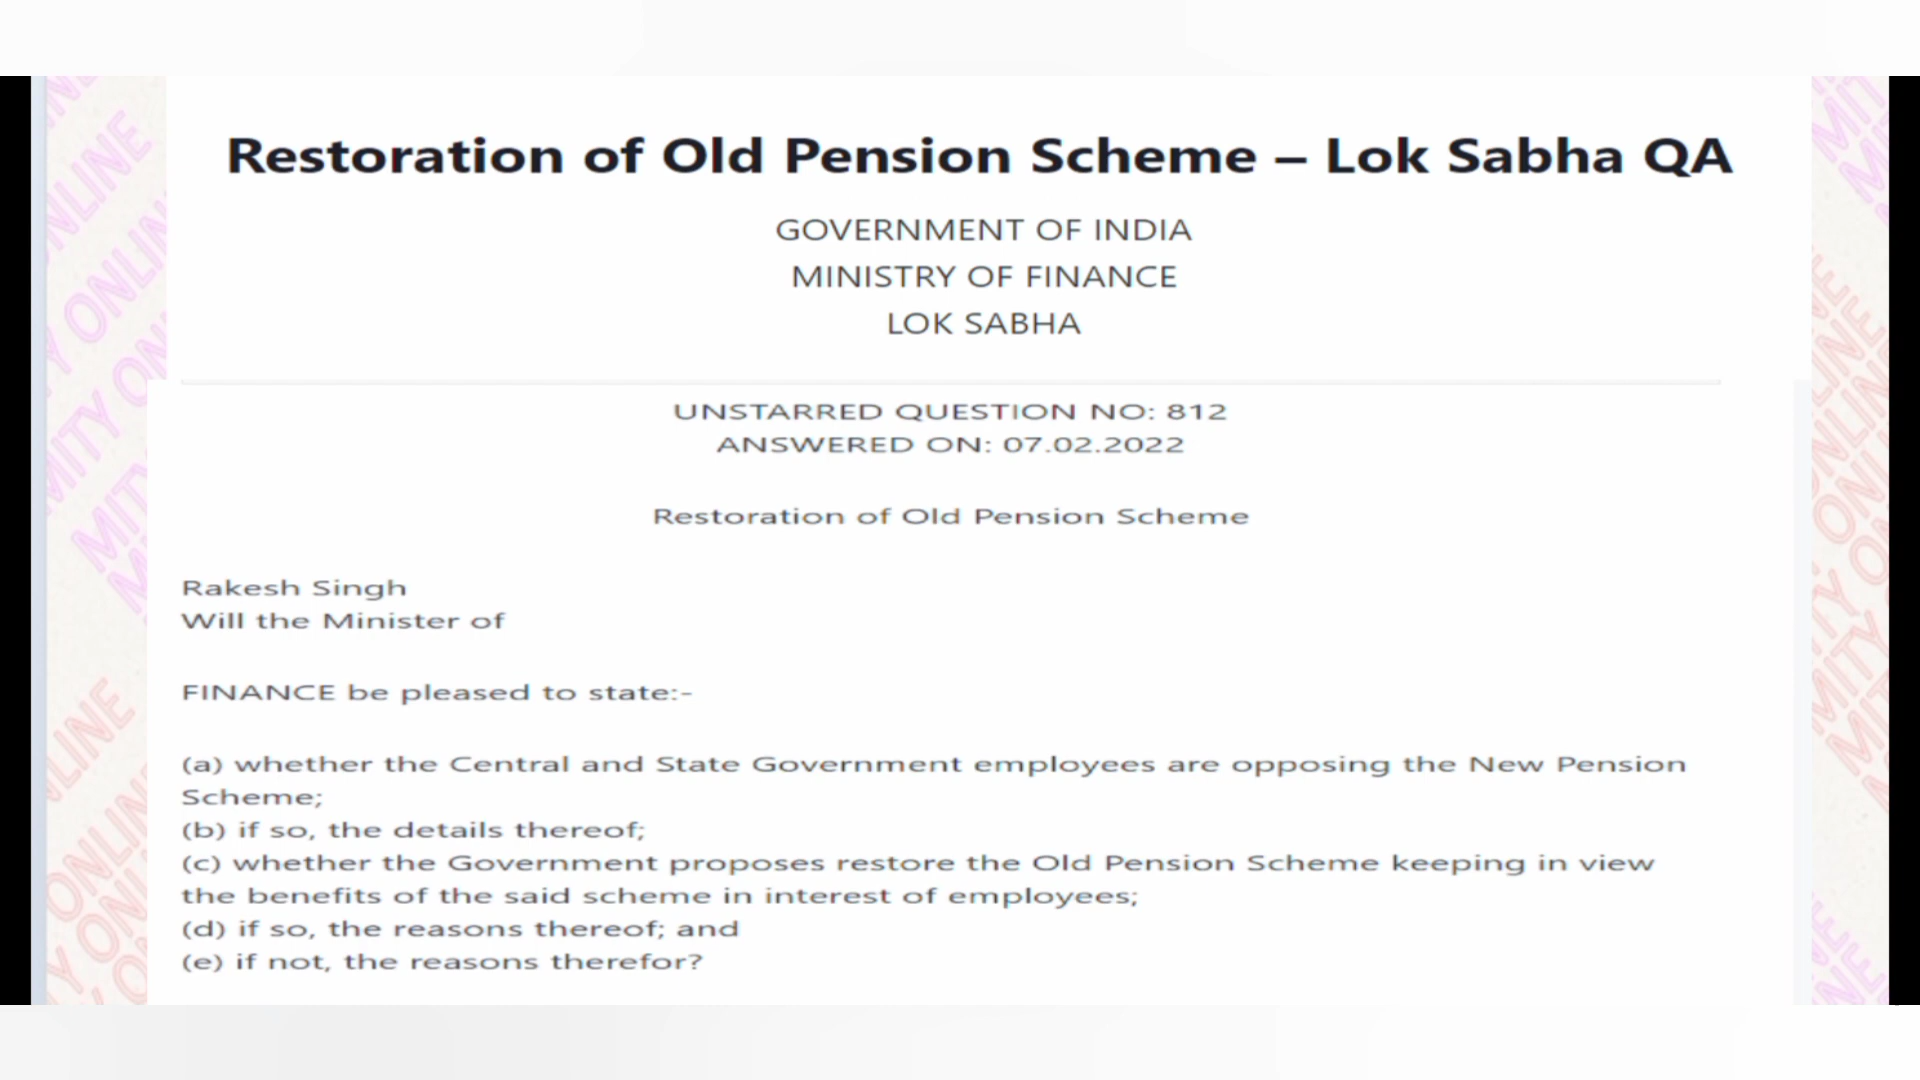 Restoration of Old Pension Scheme – Lok Sabha QA
GOVERNMENT OF INDIA
MINISTRY OF FINANCE
LOK SABHA
UNSTARRED QUESTION NO: 812
ANSWERED ON: 07.02.2022
Restoration of Old Pension Scheme
Rakesh Singh
Will the Minister of
FINANCE be pleased to state:-
(a) whether the Central and State Government employees are opposing the New Pension
Scheme;
(b) if so, the details thereof;
(c) whether the Government proposes restore the Old Pension Scheme keeping in view
the benefits of the said scheme in interest of employees;
(d) if so, the reasons thereof; and
(e) if not, the reasons therefor?